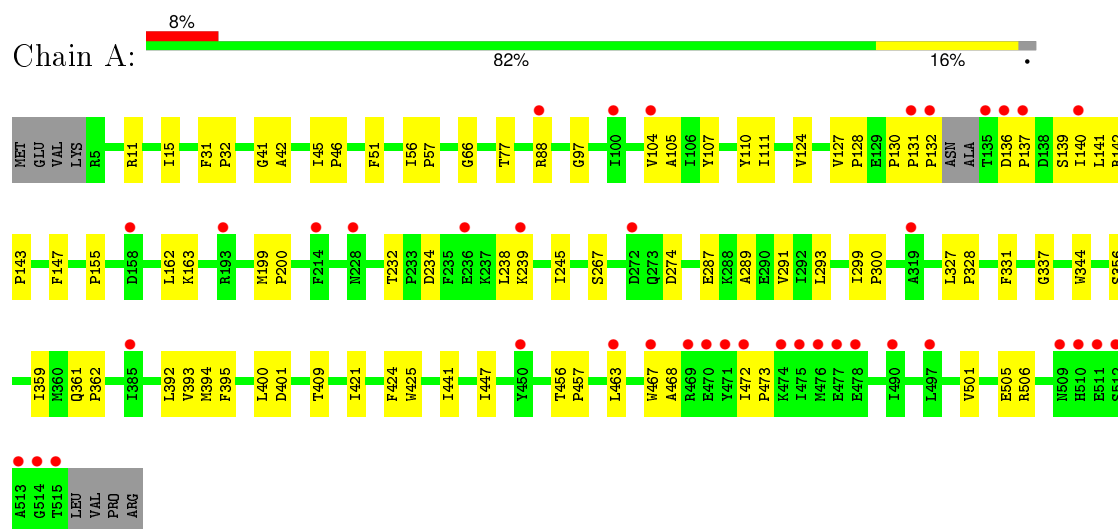 8%
Chain A:
82% 16% •
MET GLU VAL LYS R5 R11 I15 F31 P32 G41 A42 I45 P46 F51 I56 P57 G66 T77 R88 G97 I100 V104 A105 I106 Y107 Y110 I111 V124 V127 P128 E129 P130 P131 P132 ASN ALA T135 D136 P137 D138 S139 I140 L141 R142
P143 F147 P155 D158 L162 K163 R193 M199 P200 F214 N228 T232 P233 D234 F235 E236 K237 L238 K239 I245 S267 D272 Q273 D274 E287 K288 A289 E290 V291 I292 L293 I299 P300 A319 L327 P328 F331 G337 W344 S356
I359 M360 Q361 P362 I385 L392 V393 M394 F395 L400 D401 T409 I421 F424 W425 I441 I447 Y450 T456 P457 L463 W467 A468 R469 E470 Y471 I472 P473 K474 I475 M476 E477 E478 I490 L497 V501 E505 R506 N509 H510 E511 S512
A513 G514 T515 LEU VAL PRO ARG